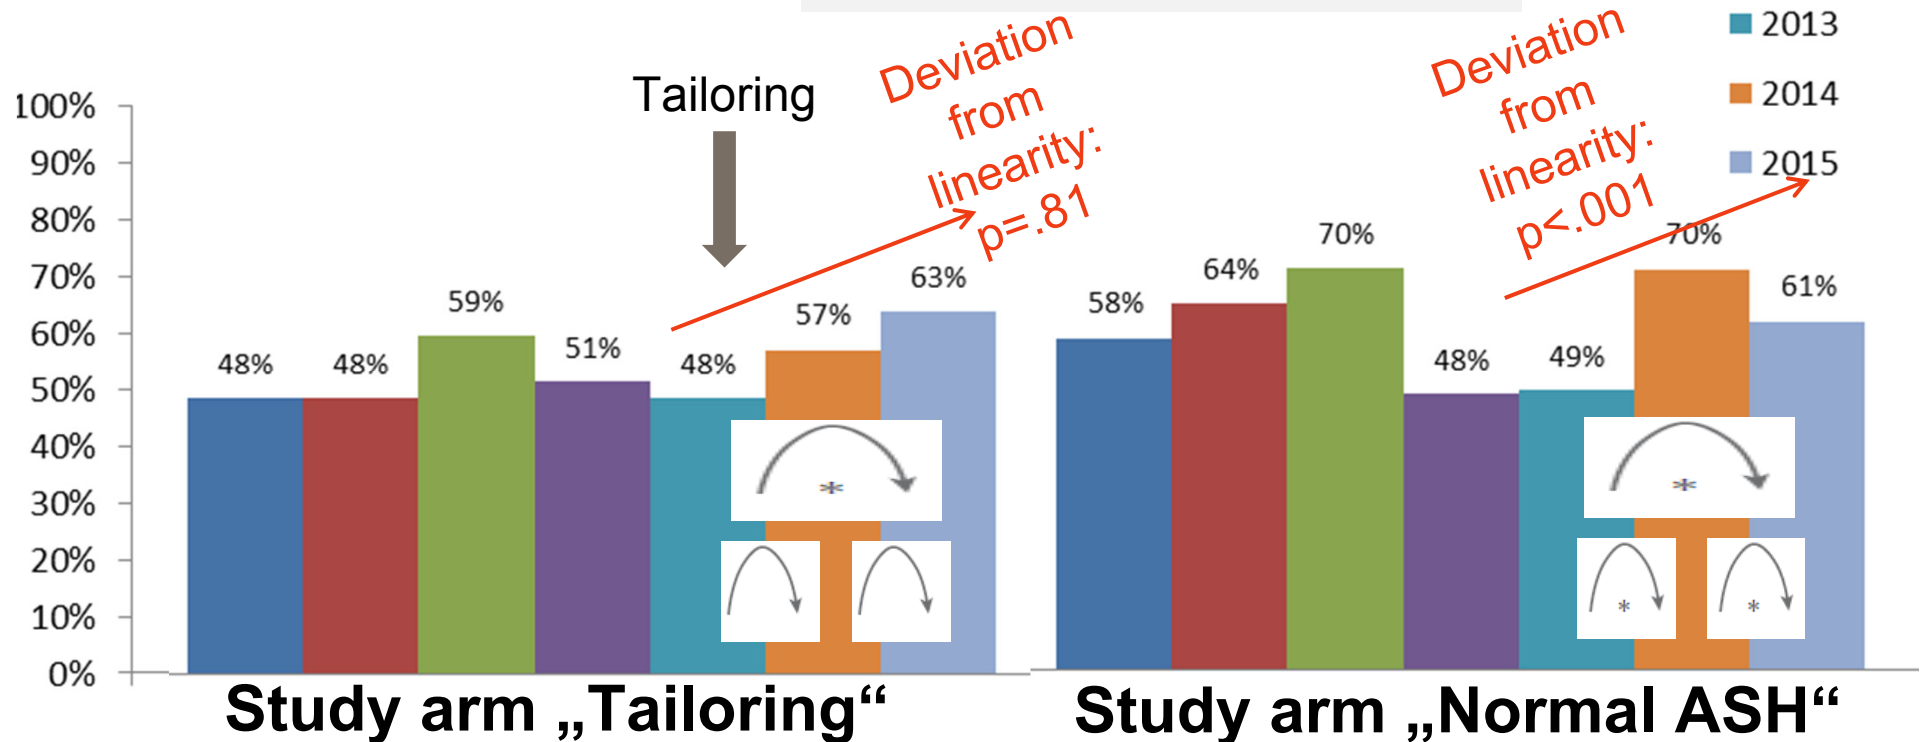 2013
2014
2015
Tailoring
Deviation
from
linearity:
p=.81
Deviation
from
linearity:
p<.001
100%
90%
80%
70%
60%
50%
40%
30%
20%
10%
0%
48%
48%
59%
51%
48%
57%
63%
58%
64%
70%
48%
49%
70%
61%
*
*
*
*
Study arm „Tailoring“
Study arm „Normal ASH“